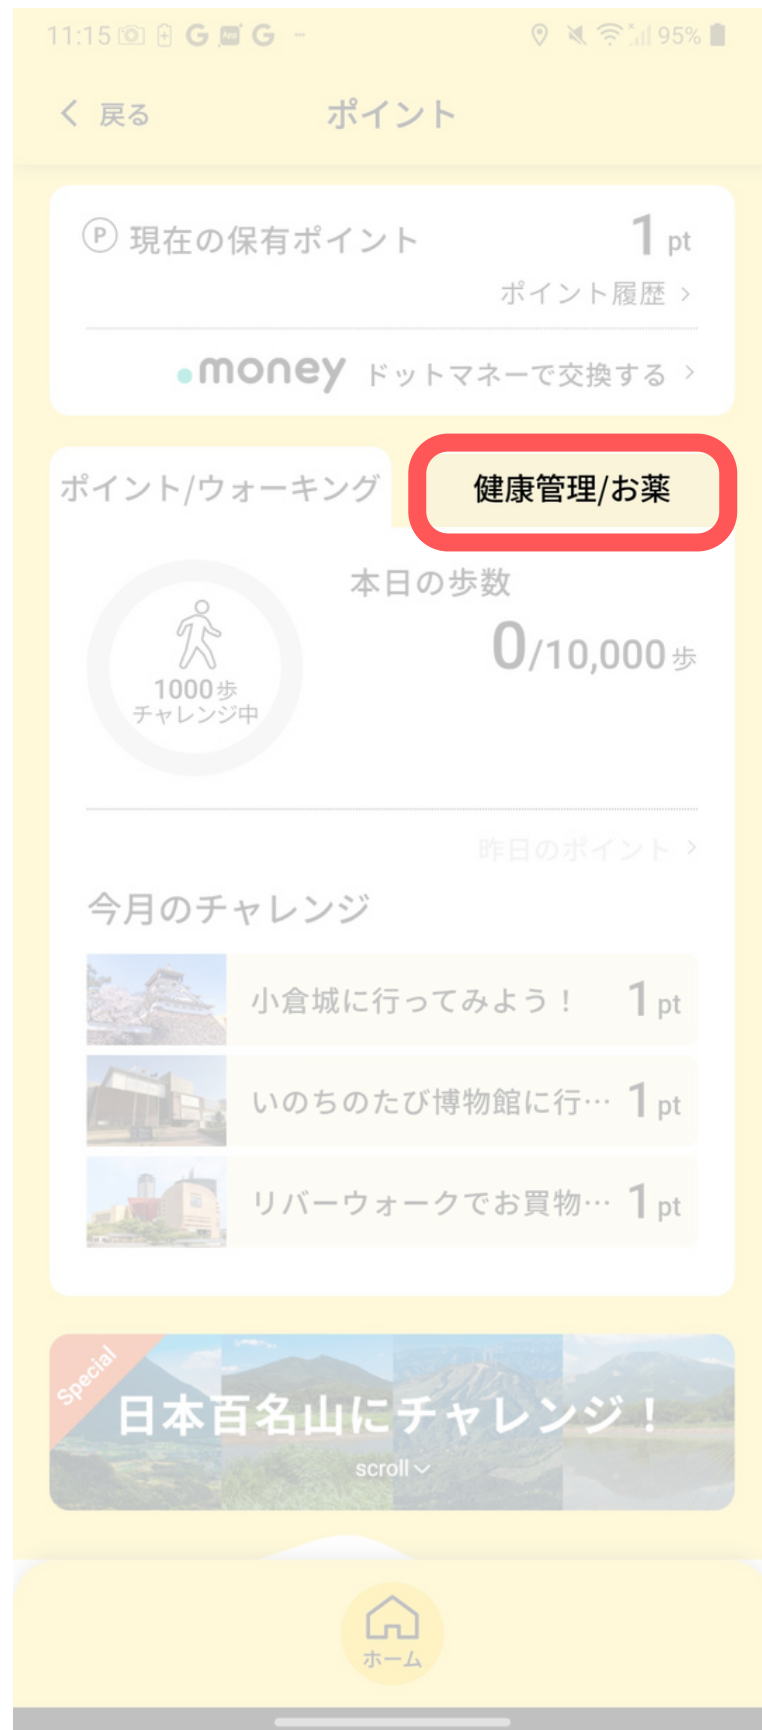 11:15 G App G 95%
戻る ポイント
P 現在の保有ポイント 1 pt
ポイント履歴 >
money ドットマネーで交換する >
ポイント/ウォーキング 健康管理/お薬
本日の歩数
0/10,000 歩
1000歩
チャレンジ中
昨日のポイント >
今月のチャレンジ
小倉城に行ってみよう！ 1 pt
いのちのたび博物館に行… 1 pt
リバーウォークでお買物… 1 pt
Special
日本百名山にチャレンジ！
scroll
ホーム